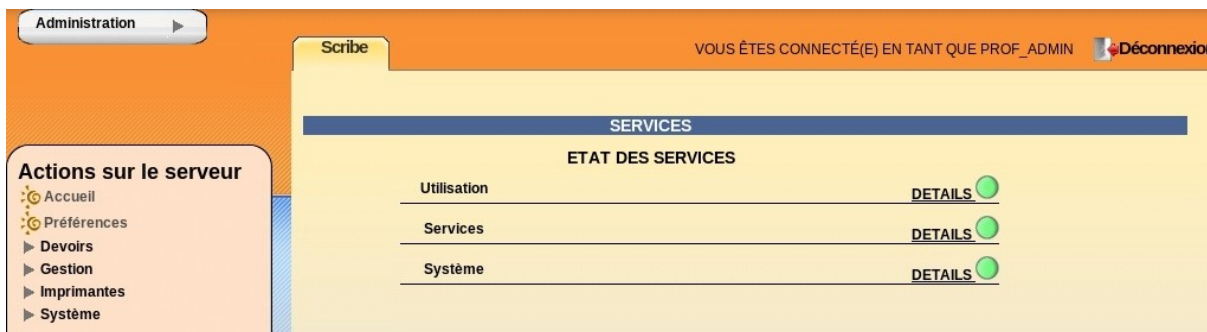 Administration
Scribe
VOUS ÊTES CONNECTÉ(E) EN TANT QUE PROF_ADMIN
Déconnexio
SERVICES
ETAT DES SERVICES
Utilisation DETAILS
Services DETAILS
Système DETAILS
Actions sur le serveur
Accueil
Préférences
Devoirs
Gestion
Imprimantes
Système